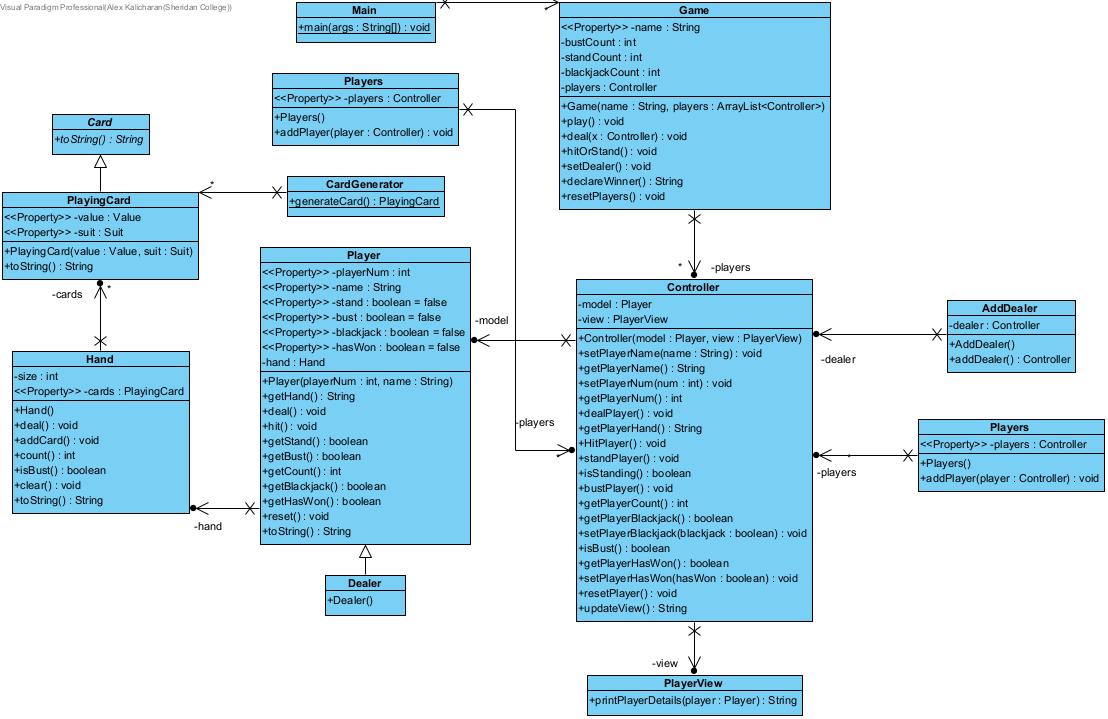 Visual Paradigm Professional(Alex Kalicharan(Sheridan College))
Main
+main(args : String[]) : void
*
Game
<<Property>> -name : String
-bustCount : int
-standCount : int
-blackjackCount : int
-players : Controller
+Game(name : String, players : ArrayList<Controller>)
+play() : void
+deal(x : Controller) : void
+hitOrStand() : void
+setDealer() : void
+declareWinner() : String
+resetPlayers() : void
Players
<<Property>> -players : Controller
+Players()
+addPlayer(player : Controller) : void
Card
+toString() : String
CardGenerator
+generateCard() : PlayingCard
*
PlayingCard
<<Property>> -value : Value
<<Property>> -suit : Suit
+PlayingCard(value : Value, suit : Suit)
+toString() : String
-cards
*
Hand
-size : int
<<Property>> -cards : PlayingCard
+Hand()
+deal() : void
+addCard() : void
+count() : int
+isBust() : boolean
+clear() : void
+toString() : String
-hand
Player
<<Property>> -playerNum : int
<<Property>> -name : String
<<Property>> -stand : boolean = false
<<Property>> -bust : boolean = false
<<Property>> -blackjack : boolean = false
<<Property>> -hasWon : boolean = false
-hand : Hand
+Player(playerNum : int, name : String)
+getHand() : String
+deal() : void
+hit() : void
+getStand() : boolean
+getBust() : boolean
+getCount() : int
+getBlackjack() : boolean
+getHasWon() : boolean
+reset() : void
+toString() : String
Dealer
+Dealer()
-model
-players
*
* -players
Controller
-model : Player
-view : PlayerView
+Controller(model : Player, view : PlayerView)
+setPlayerName(name : String) : void
+getPlayerName() : String
+setPlayerNum(num : int) : void
+getPlayerNum() : int
+dealPlayer() : void
+getPlayerHand() : String
+HitPlayer() : void
+standPlayer() : void
+isStanding() : boolean
+bustPlayer() : void
+getPlayerCount() : int
+getPlayerBlackjack() : boolean
+setPlayerBlackjack(blackjack : boolean) : void
+isBust() : boolean
+getPlayerHasWon() : boolean
+setPlayerHasWon(hasWon : boolean) : void
+resetPlayer() : void
+updateView() : String
AddDealer
-dealer : Controller
+AddDealer()
+addDealer() : Controller
-dealer
Players
<<Property>> -players : Controller
+Players()
+addPlayer(player : Controller) : void
*
-players
-view
PlayerView
+printPlayerDetails(player : Player) : String